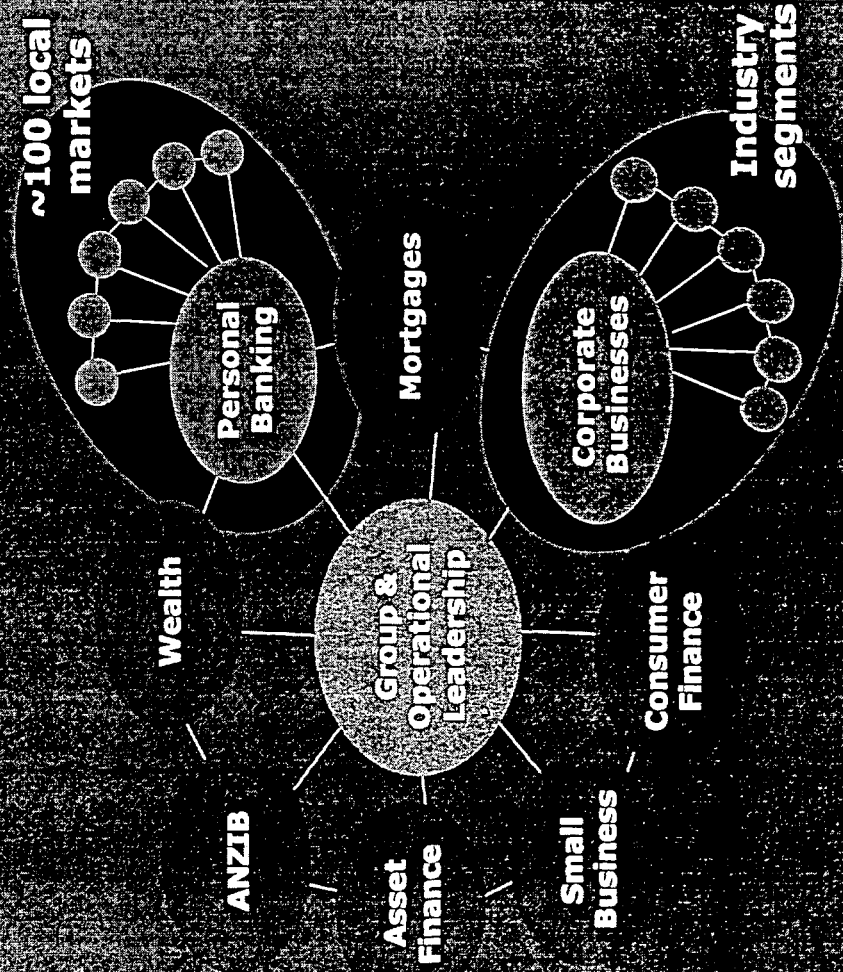 ~100 local
markets
Wealth
Personal
Banking
ANZIB
Group &
Operational
Leadership
Asset
Finance
Mortgages
Small
Business
Corporate
Businesses
Consumer
Finance
Industry
segments